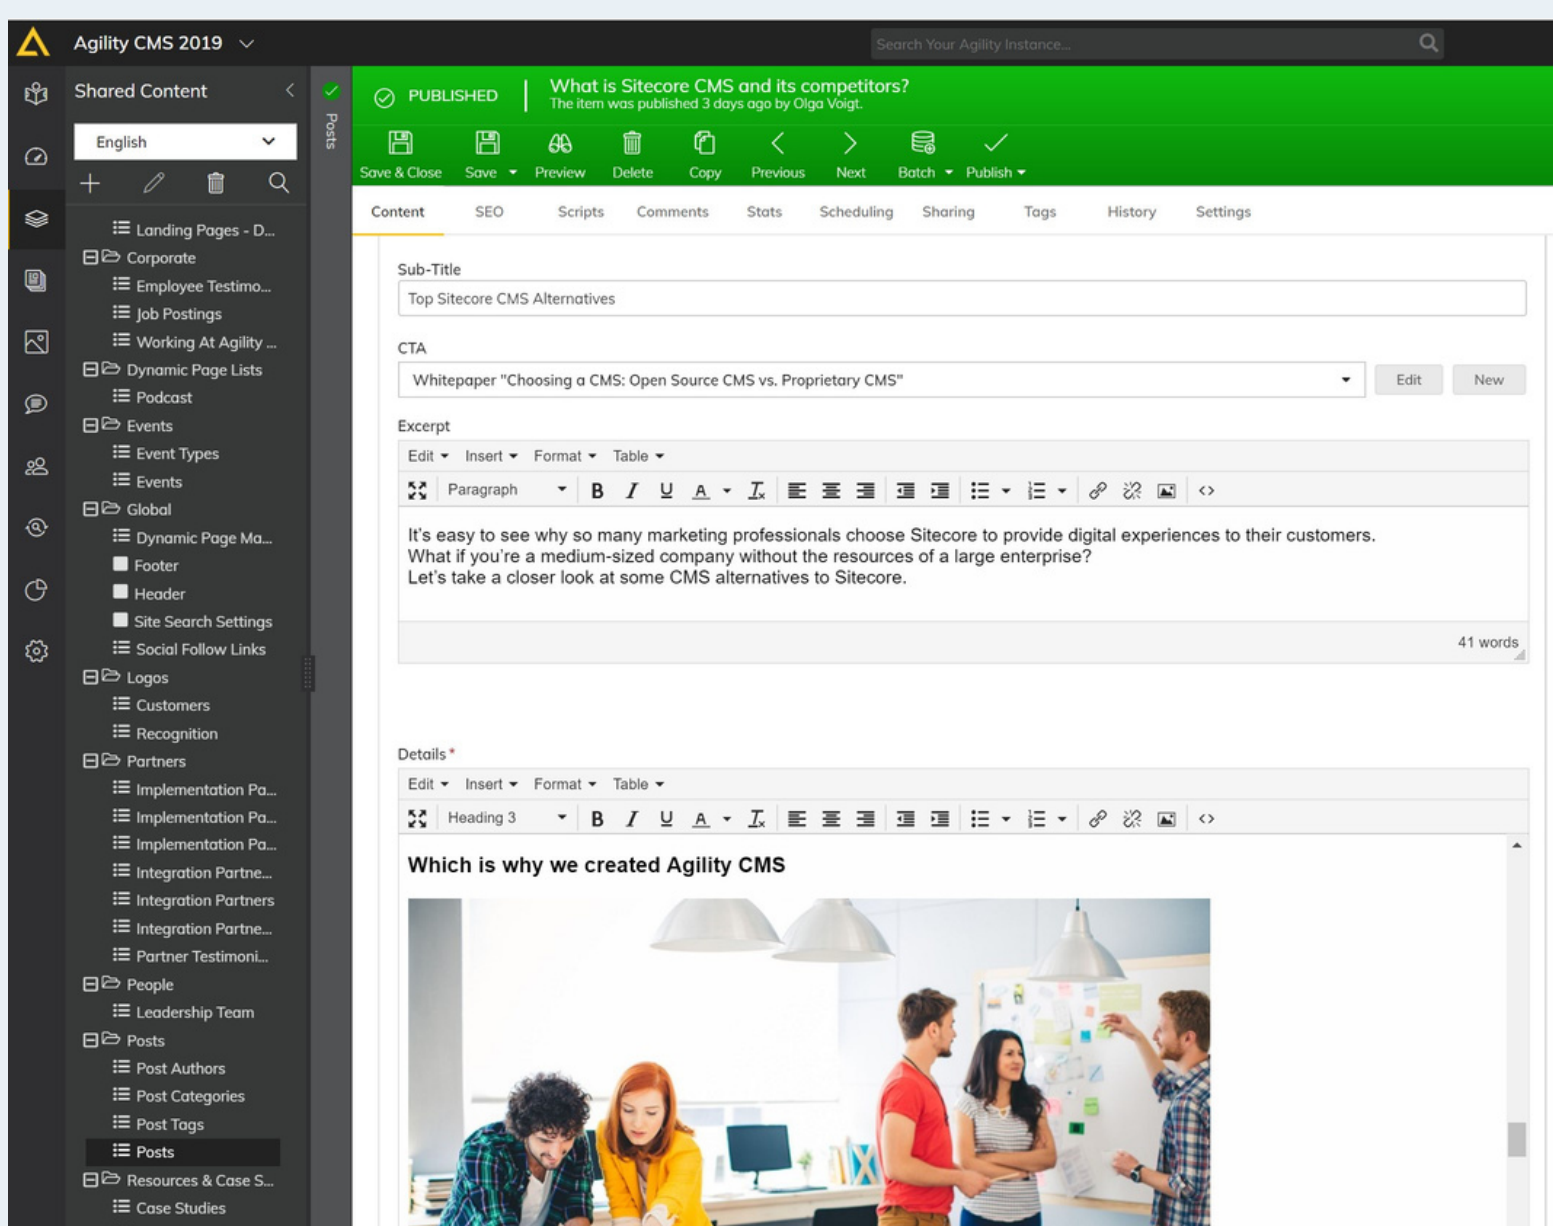 Agility CMS 2019
Search Your Agility Instance...
Shared Content
English
Landing Pages - D...
Corporate
Employee Testimo...
Job Postings
Working At Agility ...
Dynamic Page Lists
Podcast
Events
Event Types
Events
Global
Dynamic Page Ma...
Footer
Header
Site Search Settings
Social Follow Links
Logos
Customers
Recognition
Partners
Implementation Pa...
Implementation Pa...
Implementation Pa...
Integration Partne...
Integration Partners
Integration Partne...
Partner Testimoni...
People
Leadership Team
Posts
Post Authors
Post Categories
Post Tags
Posts
Resources & Case S...
Case Studies
Posts
PUBLISHED
What is Sitecore CMS and its competitors?
The item was published 3 days ago by Olga Voigt.
Save & Close Save Preview Delete Copy Previous Next Batch Publish
Content SEO Scripts Comments Stats Scheduling Sharing Tags History Settings
Sub-Title
Top Sitecore CMS Alternatives
CTA
Whitepaper "Choosing a CMS: Open Source CMS vs. Proprietary CMS" Edit New
Excerpt
Edit Insert Format Table
Paragraph B I U A
It's easy to see why so many marketing professionals choose Sitecore to provide digital experiences to their customers.
What if you're a medium-sized company without the resources of a large enterprise?
Let's take a closer look at some CMS alternatives to Sitecore.
41 words
Details *
Edit Insert Format Table
Heading 3 B I U A
Which is why we created Agility CMS